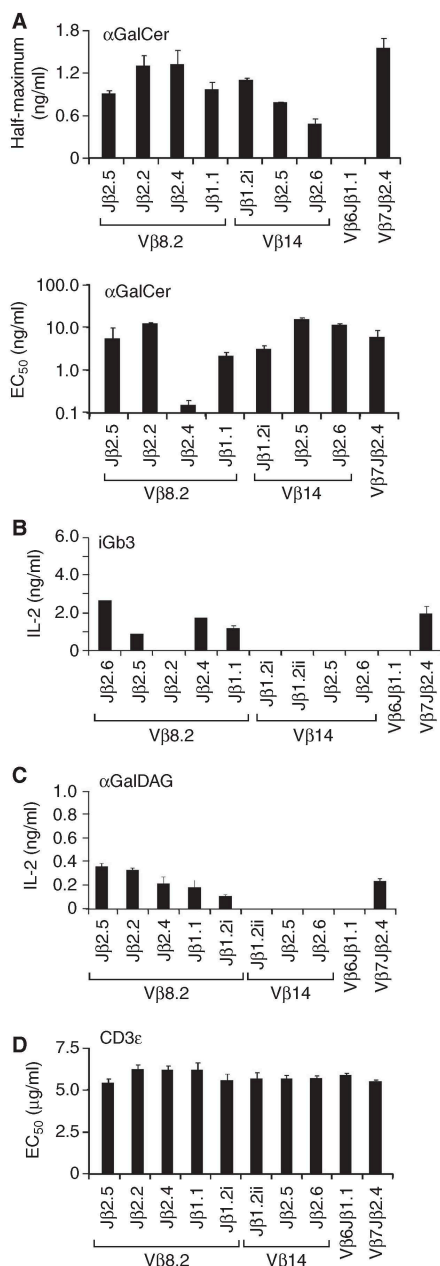 A
αGalCer
Half-maximum
(ng/ml)
1.8
1.2
0.6
0
Jβ2.5
Jβ2.2
Jβ2.4
Jβ1.1
Jβ1.2i
Jβ2.5
Jβ2.6
Vβ6Jβ1.1
Vβ7Jβ2.4
Vβ8.2
Vβ14
αGalCer
EC50 (ng/ml)
100.0
10.0
1.0
0.1
Jβ2.5
Jβ2.2
Jβ2.4
Jβ1.1
Jβ1.2i
Jβ2.5
Jβ2.6
Vβ7Jβ2.4
Vβ8.2
Vβ14
B
iGb3
IL-2 (ng/ml)
6.0
4.0
2.0
0
Jβ2.6
Jβ2.5
Jβ2.2
Jβ2.4
Jβ1.1
Jβ1.2i
Jβ1.2ii
Jβ2.5
Jβ2.6
Vβ6Jβ1.1
Vβ7Jβ2.4
Vβ8.2
Vβ14
C
αGalDAG
IL-2 (ng/ml)
1.0
0.8
0.6
0.4
0.2
0
Jβ2.5
Jβ2.2
Jβ2.4
Jβ1.1
Jβ1.2i
Jβ1.2ii
Jβ2.5
Jβ2.6
Vβ6Jβ1.1
Vβ7Jβ2.4
Vβ8.2
Vβ14
D
CD3ε
EC50 (μg/ml)
7.5
5.0
2.5
0
Jβ2.5
Jβ2.2
Jβ2.4
Jβ1.1
Jβ1.2i
Jβ1.2ii
Jβ2.5
Jβ2.6
Vβ6Jβ1.1
Vβ7Jβ2.4
Vβ8.2
Vβ14